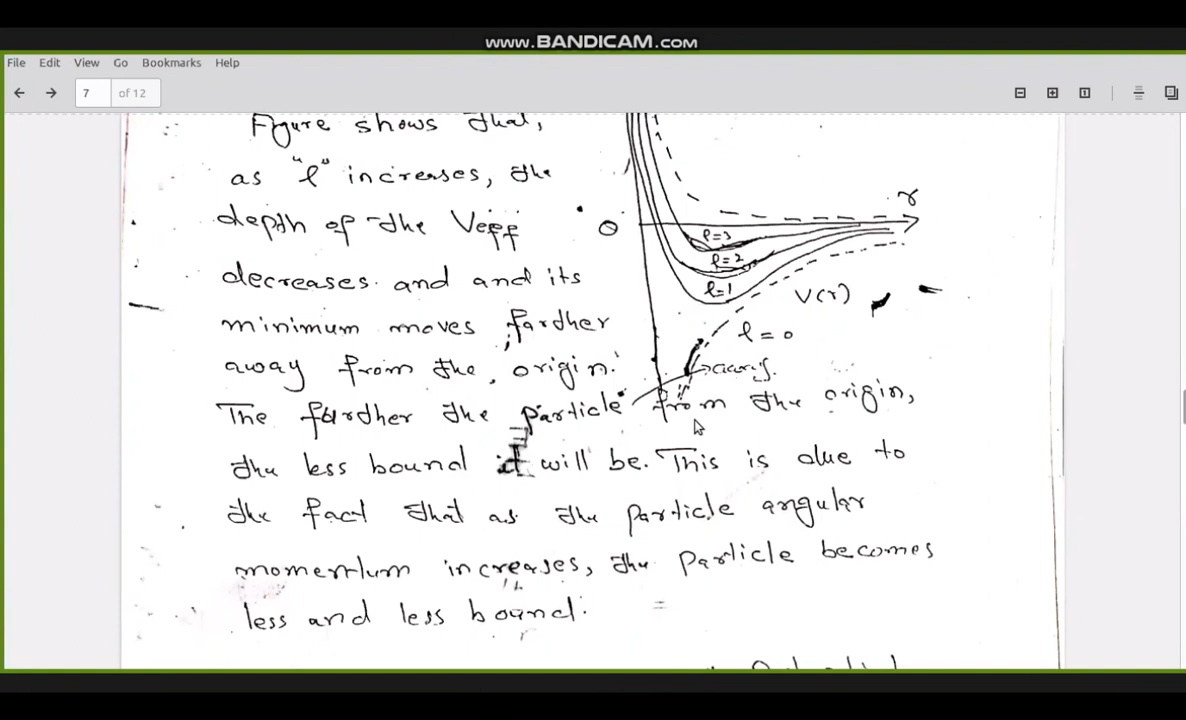 www.BANDICAM.com
File Edit View Go Bookmarks Help
7 of 12
Figure shows that,
as "l" increases, the
depth of the Veff
decreases. and and its
minimum moves farther
away from the origin.
The further the particle from the origin,
the less bound it will be. This is due to
the fact that as the particle angular
momentum increases, the particle becomes
less and less bound.
r
0
l=3
l=2
l=1
V(r)
l=0